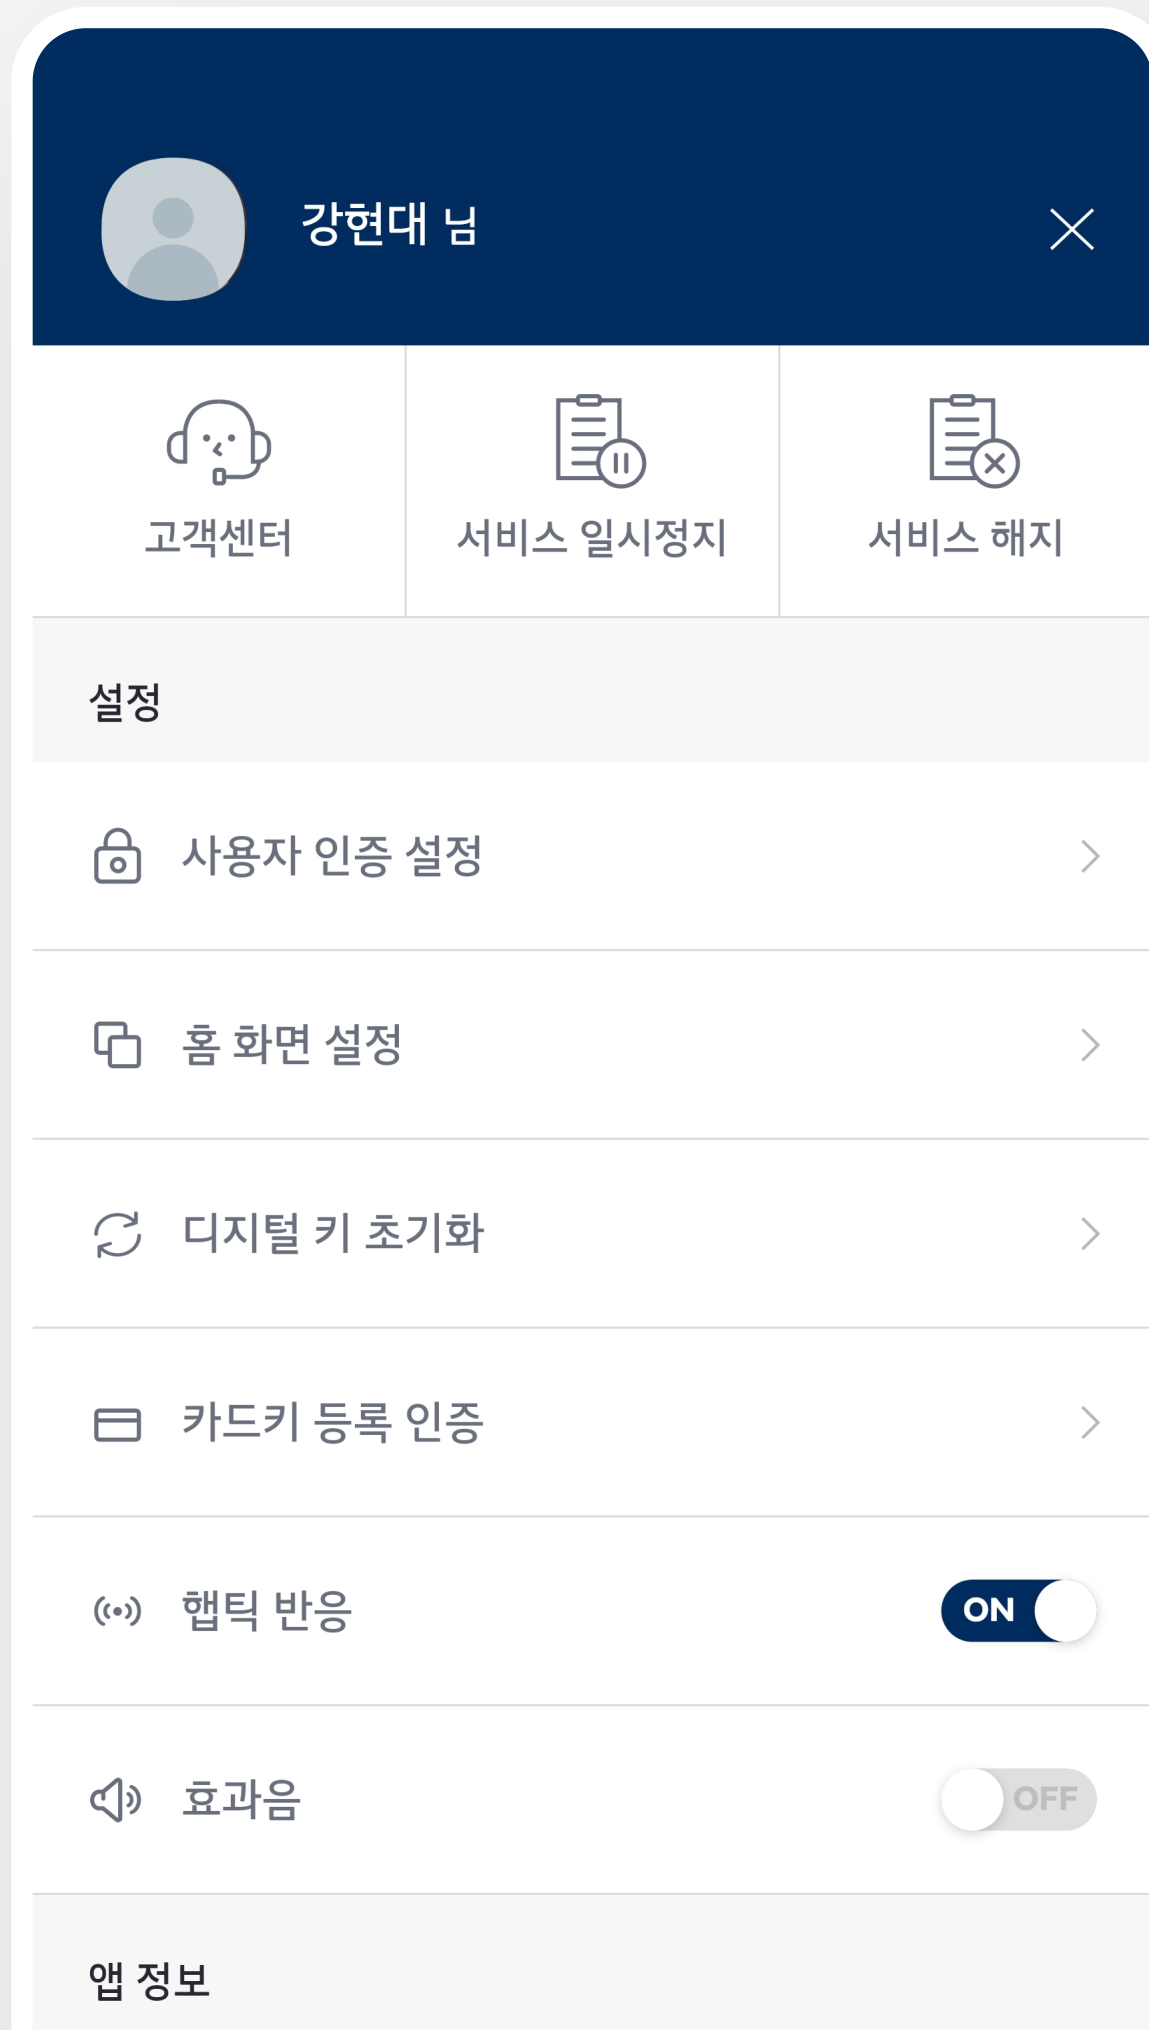 강현대 님
고객센터
서비스 일시정지
서비스 해지
설정
사용자 인증 설정
홈 화면 설정
디지털 키 초기화
카드키 등록 인증
햅틱 반응
ON
효과음
OFF
앱 정보